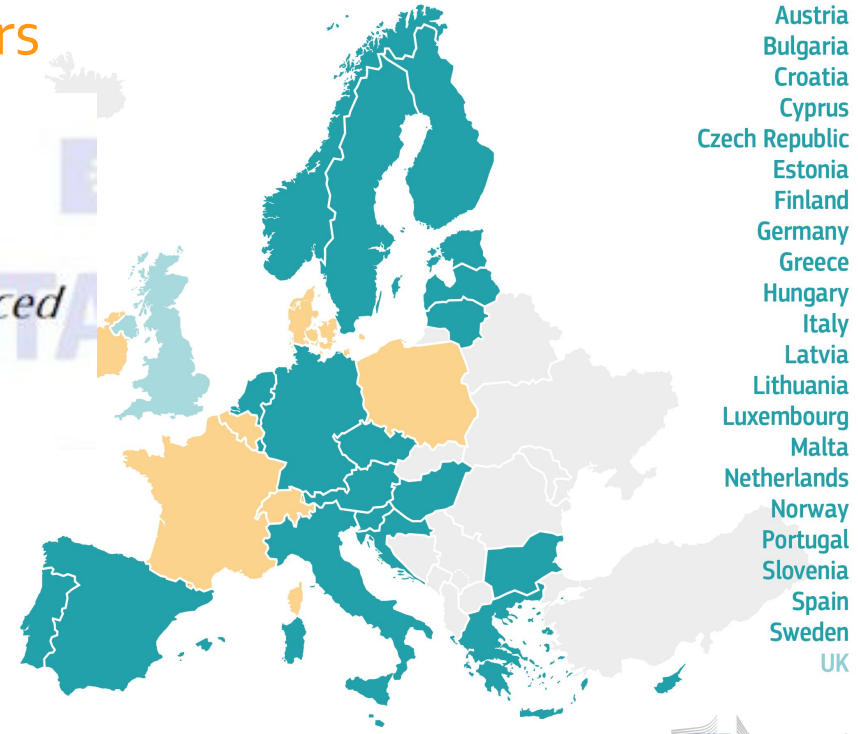 rs
ced
Austria
Bulgaria
Croatia
Cyprus
Czech Republic
Estonia
Finland
Germany
Greece
Hungary
Italy
Latvia
Lithuania
Luxembourg
Malta
Netherlands
Norway
Portugal
Slovenia
Spain
Sweden
UK